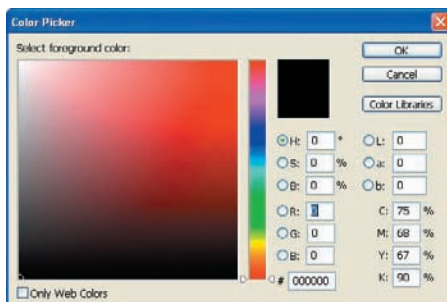 Color Picker
Select foreground color:
OK
Cancel
Color Libraries
H: 0 °
S: 0 %
B: 0 %
R: 0
G: 0
B: 0
# 000000
L: 0
a: 0
b: 0
C: 75 %
M: 68 %
Y: 67 %
K: 90 %
Only Web Colors